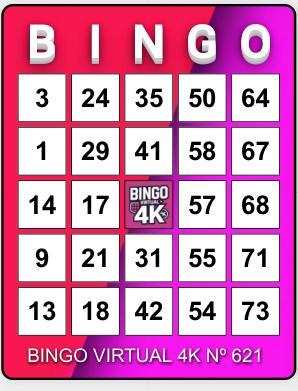 B I N G O
3 24 35 50 64
1 29 41 58 67
14 17 BINGO VIRTUAL 4K 57 68
9 21 31 55 71
13 18 42 54 73
BINGO VIRTUAL 4K Nº 621